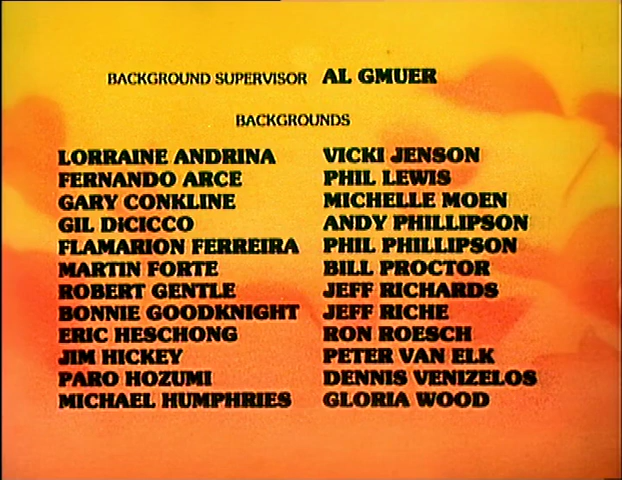 BACKGROUND SUPERVISOR AL GMUER
BACKGROUNDS
LORRAINE ANDRINA VICKI JENSON
FERNANDO ARCE PHIL LEWIS
GARY CONKLINE MICHELLE MOEN
GIL DiCICCO ANDY PHILLIPSON
FLAMARION FERREIRA PHIL PHILLIPSON
MARTIN FORTE BILL PROCTOR
ROBERT GENTLE JEFF RICHARDS
BONNIE GOODKNIGHT JEFF RICHE
ERIC HESCHONG RON ROESCH
JIM HICKEY PETER VAN ELK
PARO HOZUMI DENNIS VENIZELOS
MICHAEL HUMPHRIES GLORIA WOOD